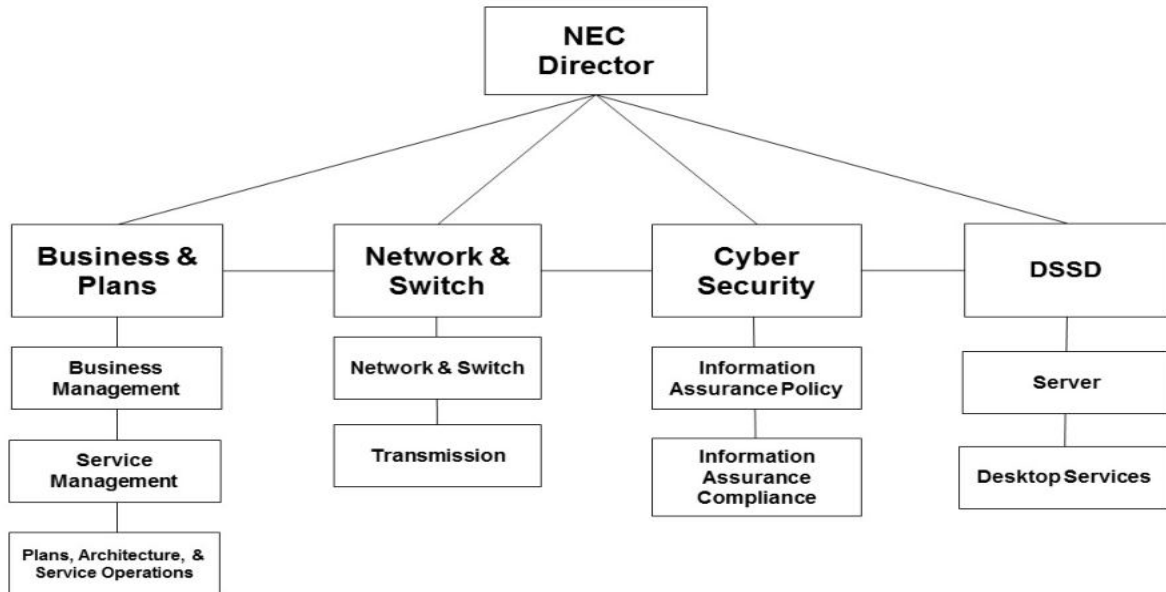 NEC
Director
Business &
Plans
Network &
Switch
Cyber
Security
DSSD
Business
Management
Service
Management
Plans, Architecture, &
Service Operations
Network & Switch
Transmission
Information
Assurance Policy
Information
Assurance
Compliance
Server
Desktop Services